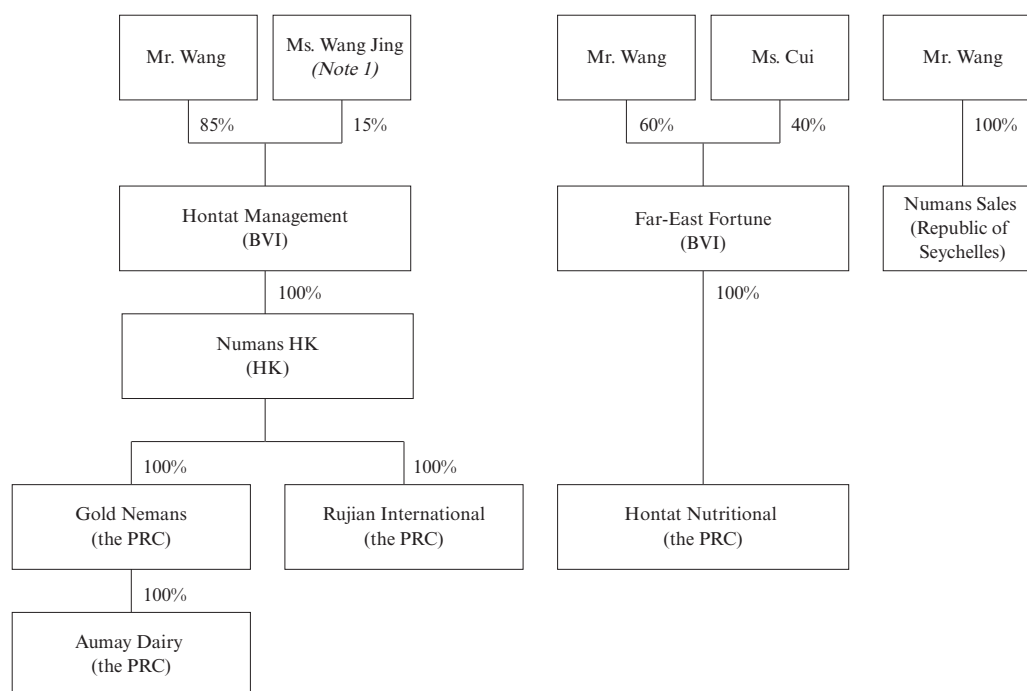 Mr. Wang
Ms. Wang Jing
(Note 1)
Mr. Wang
Ms. Cui
Mr. Wang
85%
15%
60%
40%
100%
Hontat Management
(BVI)
Far-East Fortune
(BVI)
Numans Sales
(Republic of
Seychelles)
100%
100%
Numans HK
(HK)
100%
100%
Gold Nemans
(the PRC)
Rujian International
(the PRC)
Hontat Nutritional
(the PRC)
100%
Aumay Dairy
(the PRC)